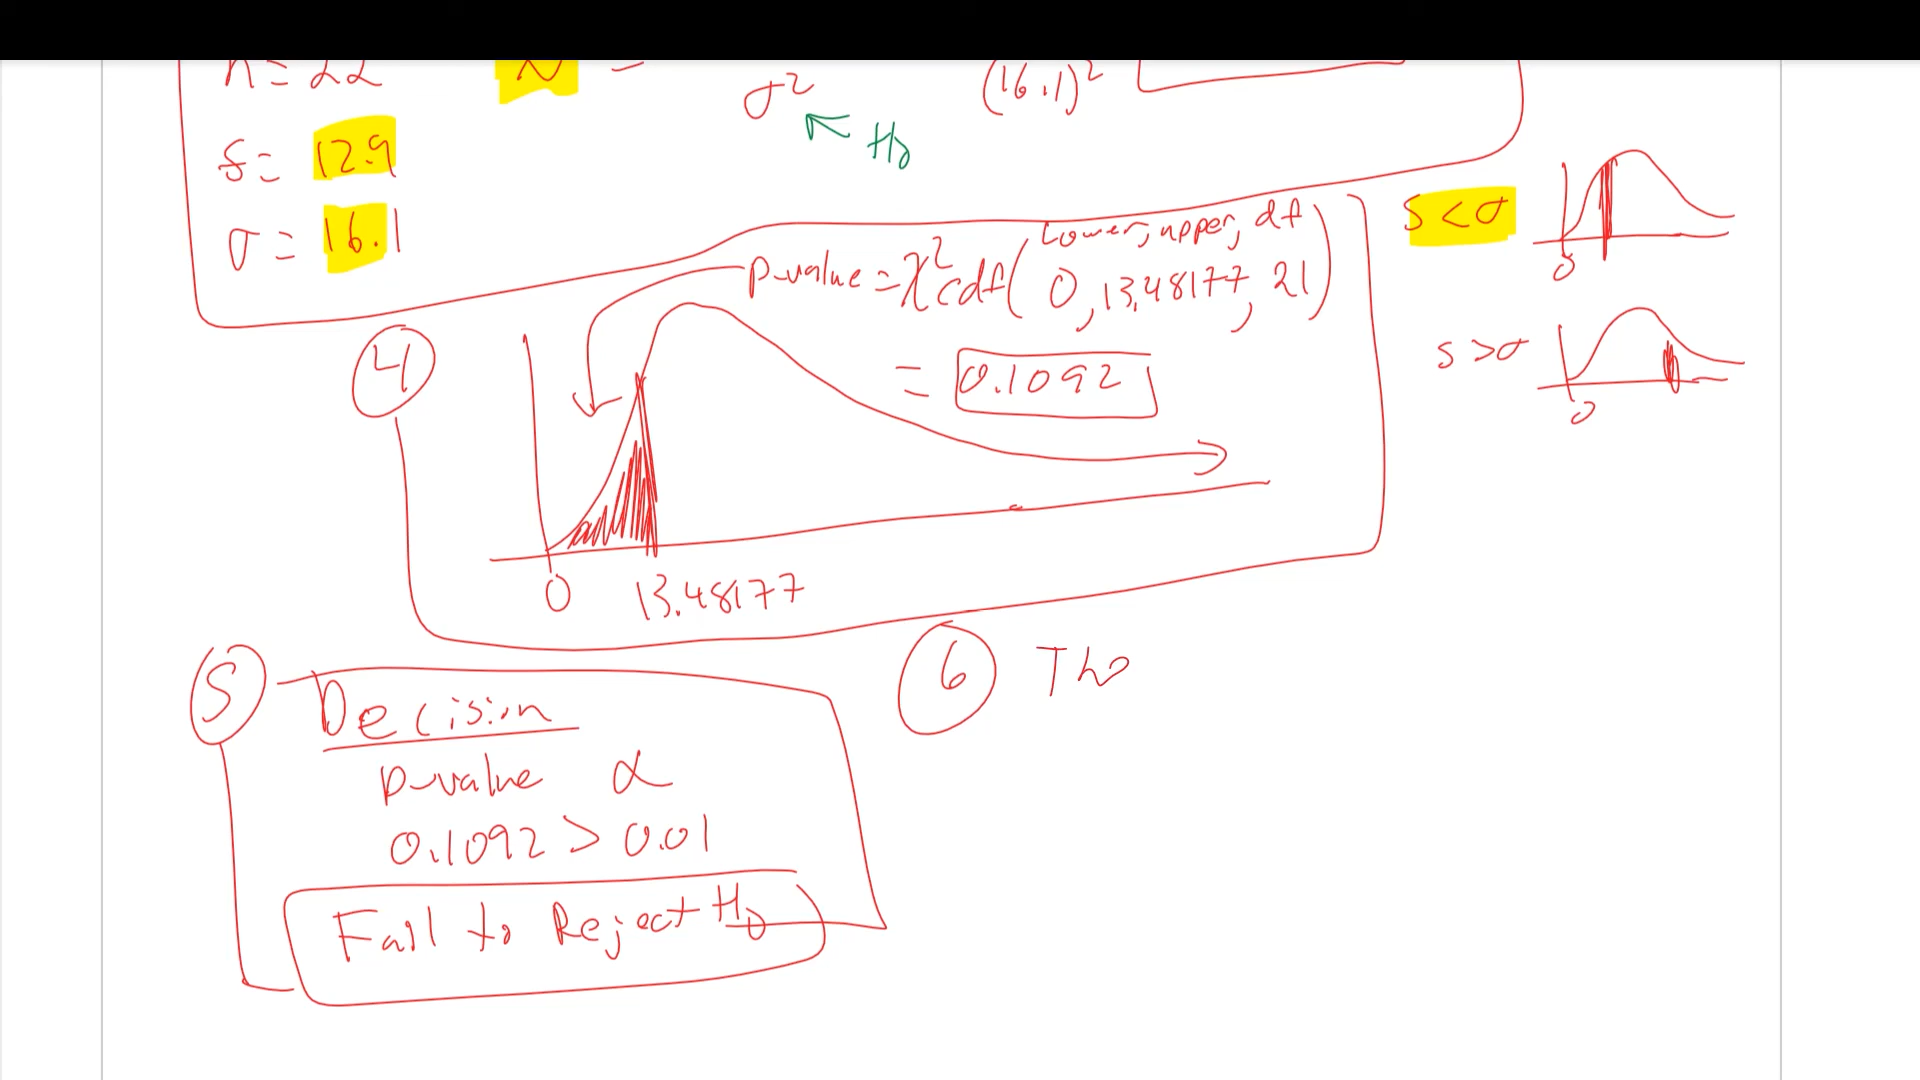 n = 22
σ²
(16.1)²
H₀
s = 12.9
σ = 16.1
s < σ
0
Lower, upper, df
p-value = χ²cdf( 0, 13.48177, 21 )
= 0.1092
s > σ
0
4
0 13.48177
5
Decision
p-value α
0.1092 > 0.01
Fail to Reject H₀
6 The